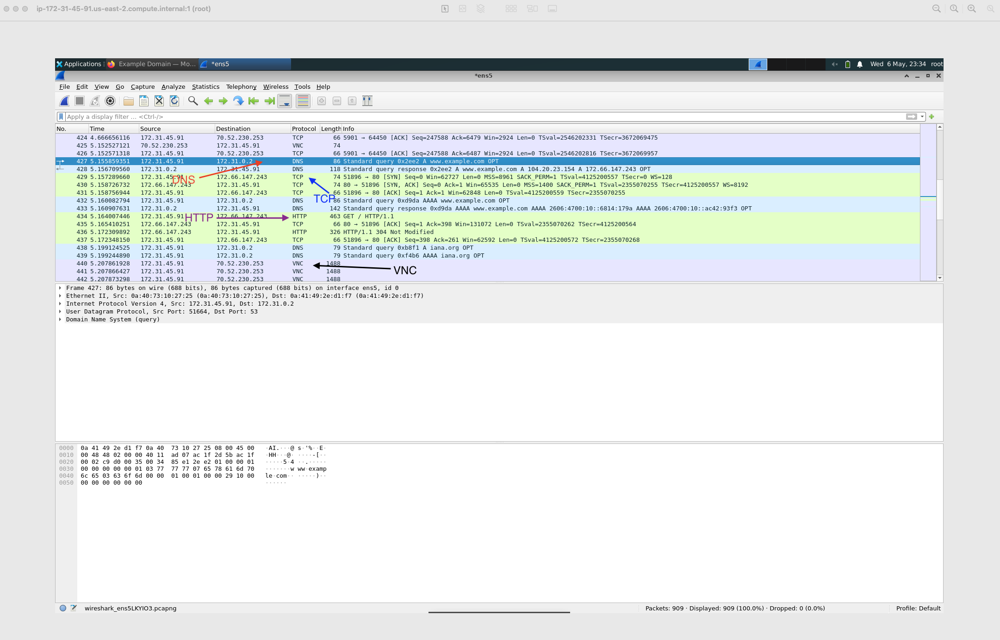 ip-172-31-45-91.us-east-2.compute.internal:1 (root)
Applications Example Domain — Mo... *ens5 Wed 6 May, 23:34 root
*ens5
File Edit View Go Capture Analyze Statistics Telephony Wireless Tools Help
Apply a display filter ... <Ctrl-/>
No. Time Source Destination Protocol Length Info
424 4.666656116 172.31.45.91 70.52.230.253 TCP 66 5901 → 64450 [ACK] Seq=247588 Ack=6479 Win=2924 Len=0 TSval=2546202331 TSecr=3672069475
425 5.152527121 70.52.230.253 172.31.45.91 VNC 74
426 5.152571318 172.31.45.91 70.52.230.253 TCP 66 5901 → 64450 [ACK] Seq=247588 Ack=6487 Win=2924 Len=0 TSval=2546202816 TSecr=3672069957
427 5.155859351 172.31.45.91 172.31.0.2 DNS 86 Standard query 0x2ee2 A www.example.com OPT
428 5.156709560 172.31.0.2 172.31.45.91 DNS 118 Standard query response 0x2ee2 A www.example.com A 104.20.23.154 A 172.66.147.243 OPT
429 5.157289660 172.31.45.91 172.66.147.243 TCP 74 51896 → 80 [SYN] Seq=0 Win=62727 Len=0 MSS=8961 SACK_PERM=1 TSval=4125200557 TSecr=0 WS=128
DNS
430 5.158726732 172.66.147.243 172.31.45.91 TCP 74 80 → 51896 [SYN, ACK] Seq=0 Ack=1 Win=65535 Len=0 MSS=1400 SACK_PERM=1 TSval=2355070255 TSecr=4125200557 WS=8192
431 5.158756944 172.31.45.91 172.66.147.243 TCP 66 51896 → 80 [ACK] Seq=1 Ack=1 Win=62848 Len=0 TSval=4125200559 TSecr=2355070255
TCP
432 5.160082794 172.31.45.91 172.31.0.2 DNS 86 Standard query 0xd9da AAAA www.example.com OPT
433 5.160907631 172.31.0.2 172.31.45.91 DNS 142 Standard query response 0xd9da AAAA www.example.com AAAA 2606:4700:10::6814:179a AAAA 2606:4700:10::ac42:93f3 OPT
434 5.164007446 172.31.45.91 172.66.147.243 HTTP 463 GET / HTTP/1.1
HTTP
435 5.165410251 172.66.147.243 172.31.45.91 TCP 66 80 → 51896 [ACK] Seq=1 Ack=398 Win=131072 Len=0 TSval=2355070262 TSecr=4125200564
436 5.172309892 172.66.147.243 172.31.45.91 HTTP 326 HTTP/1.1 304 Not Modified
437 5.172348150 172.31.45.91 172.66.147.243 TCP 66 51896 → 80 [ACK] Seq=398 Ack=261 Win=62592 Len=0 TSval=4125200572 TSecr=2355070268
438 5.199124525 172.31.45.91 172.31.0.2 DNS 79 Standard query 0xb8f1 A iana.org OPT
439 5.199244890 172.31.45.91 172.31.0.2 DNS 79 Standard query 0xf4b6 AAAA iana.org OPT
440 5.207861928 172.31.45.91 70.52.230.253 VNC 1488
VNC
441 5.207866427 172.31.45.91 70.52.230.253 VNC 1488
442 5.207873298 172.31.45.91 70.52.230.253 VNC 1488
Frame 427: 86 bytes on wire (688 bits), 86 bytes captured (688 bits) on interface ens5, id 0
Ethernet II, Src: 0a:40:73:10:27:25 (0a:40:73:10:27:25), Dst: 0a:41:49:2e:d1:f7 (0a:41:49:2e:d1:f7)
Internet Protocol Version 4, Src: 172.31.45.91, Dst: 172.31.0.2
User Datagram Protocol, Src Port: 51664, Dst Port: 53
Domain Name System (query)
0000 0a 41 49 2e d1 f7 0a 40 73 10 27 25 08 00 45 00 ·AI.···@ s·'%··E·
0010 00 48 48 02 00 00 40 11 ad 07 ac 1f 2d 5b ac 1f ·HH···@· ····-[··
0020 00 02 c9 d0 00 35 00 34 85 e1 2e e2 01 00 00 01 ·····5·4 ··.·····
0030 00 00 00 00 00 01 03 77 77 77 07 65 78 61 6d 70 ·······w ww·examp
0040 6c 65 03 63 6f 6d 00 00 01 00 01 00 00 29 10 00 le·com·· ·····)··
0050 00 00 00 00 00 00 ······
wireshark_ens5LKYIO3.pcapng Packets: 909 · Displayed: 909 (100.0%) · Dropped: 0 (0.0%) Profile: Default